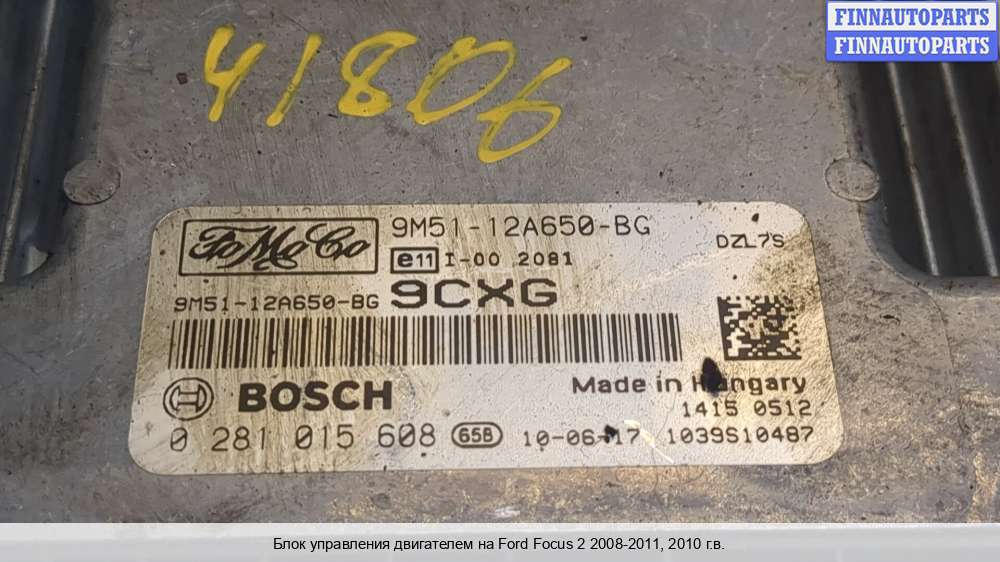 FINNAUTOPARTS
FINNAUTOPARTS
41806
FoMoCo
9M51-12A650-BG
DZL7S
e11 I-00 2081
9M51-12A650-BG 9CXG
BOSCH
Made in Hungary
1415 0512
0 281 015 608 65B 10-06-17 1039S10487
Блок управления двигателем на Ford Focus 2 2008-2011, 2010 г.в.